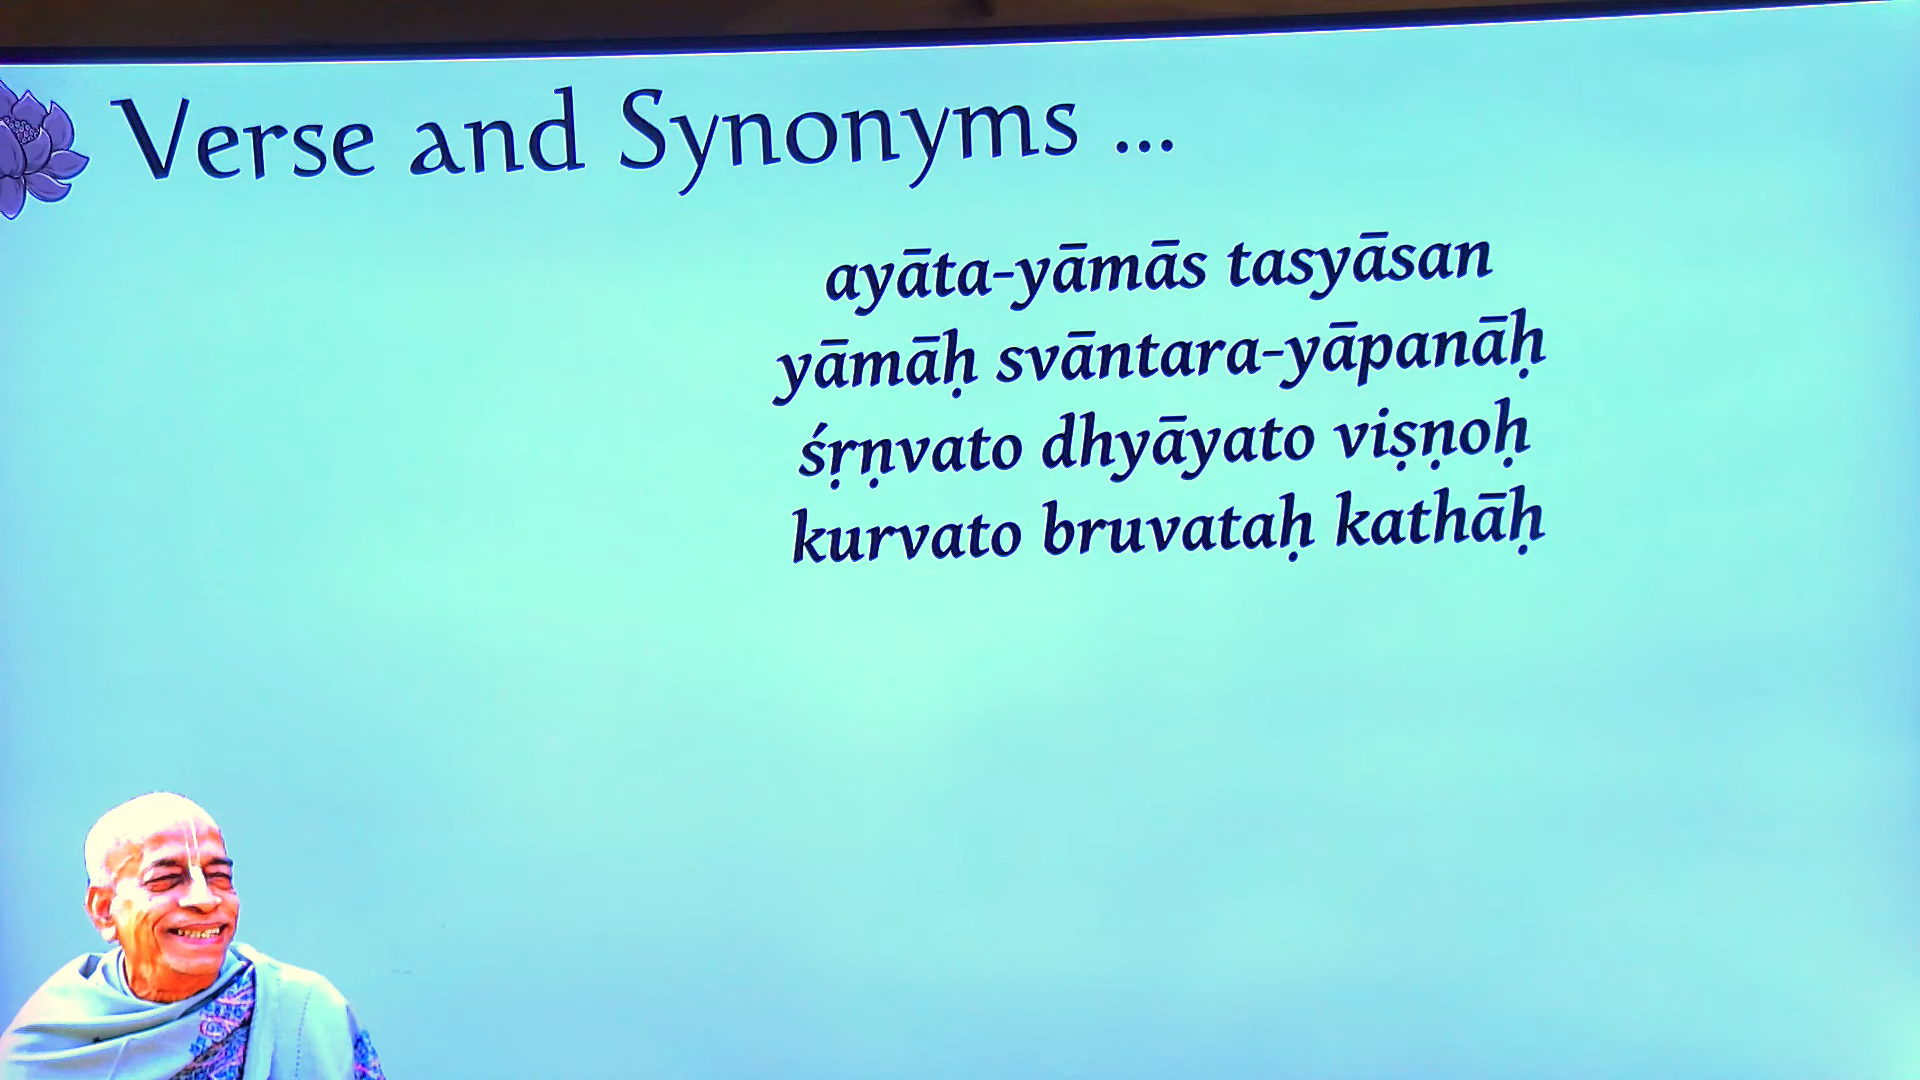 Verse and Synonyms ...
ayāta-yāmās tasyāsan
yāmāḥ svāntara-yāpanāḥ
śṛṇvato dhyāyato viṣṇoḥ
kurvato bruvataḥ kathāḥ